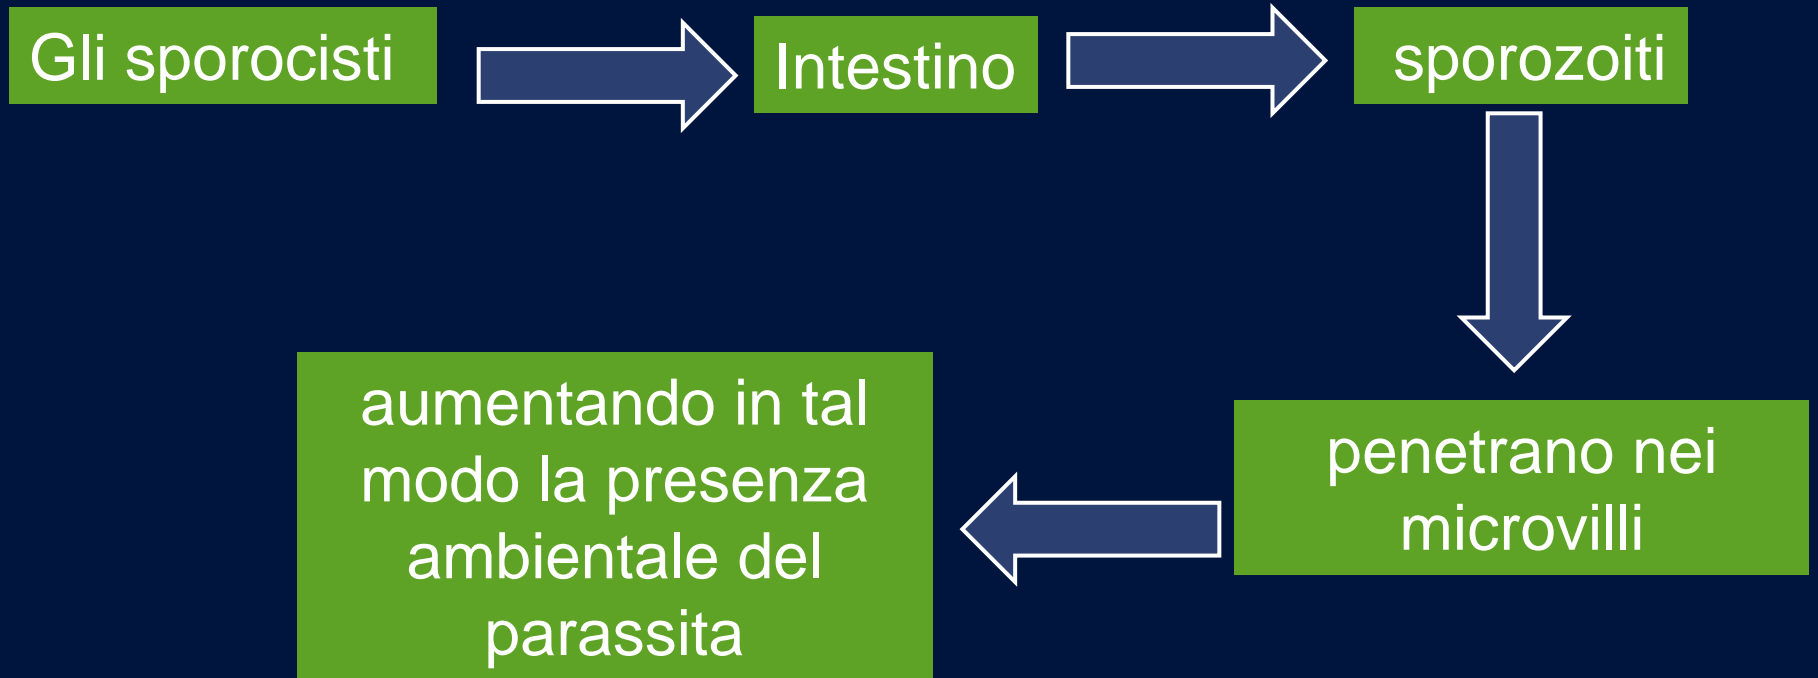 Gli sporocisti
Intestino
sporozoiti
penetrano nei
microvilli
aumentando in tal
modo la presenza
ambientale del
parassita